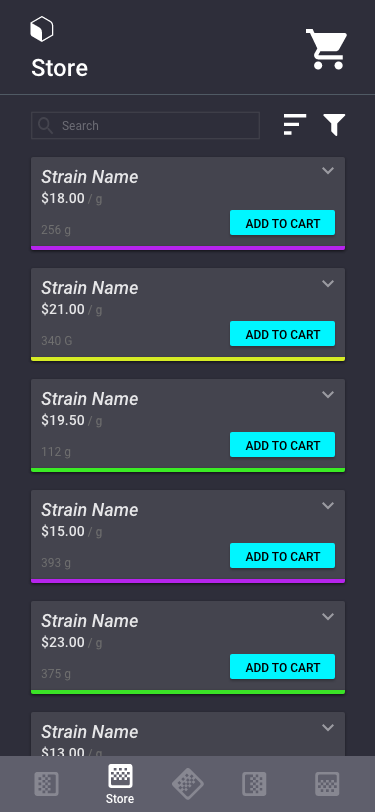 Store
Search
Strain Name
$18.00 / g
256 g
ADD TO CART
Strain Name
$21.00 / g
340 G
ADD TO CART
Strain Name
$19.50 / g
112 g
ADD TO CART
Strain Name
$15.00 / g
393 g
ADD TO CART
Strain Name
$23.00 / g
375 g
ADD TO CART
Strain Name
$13.00 / g
Store